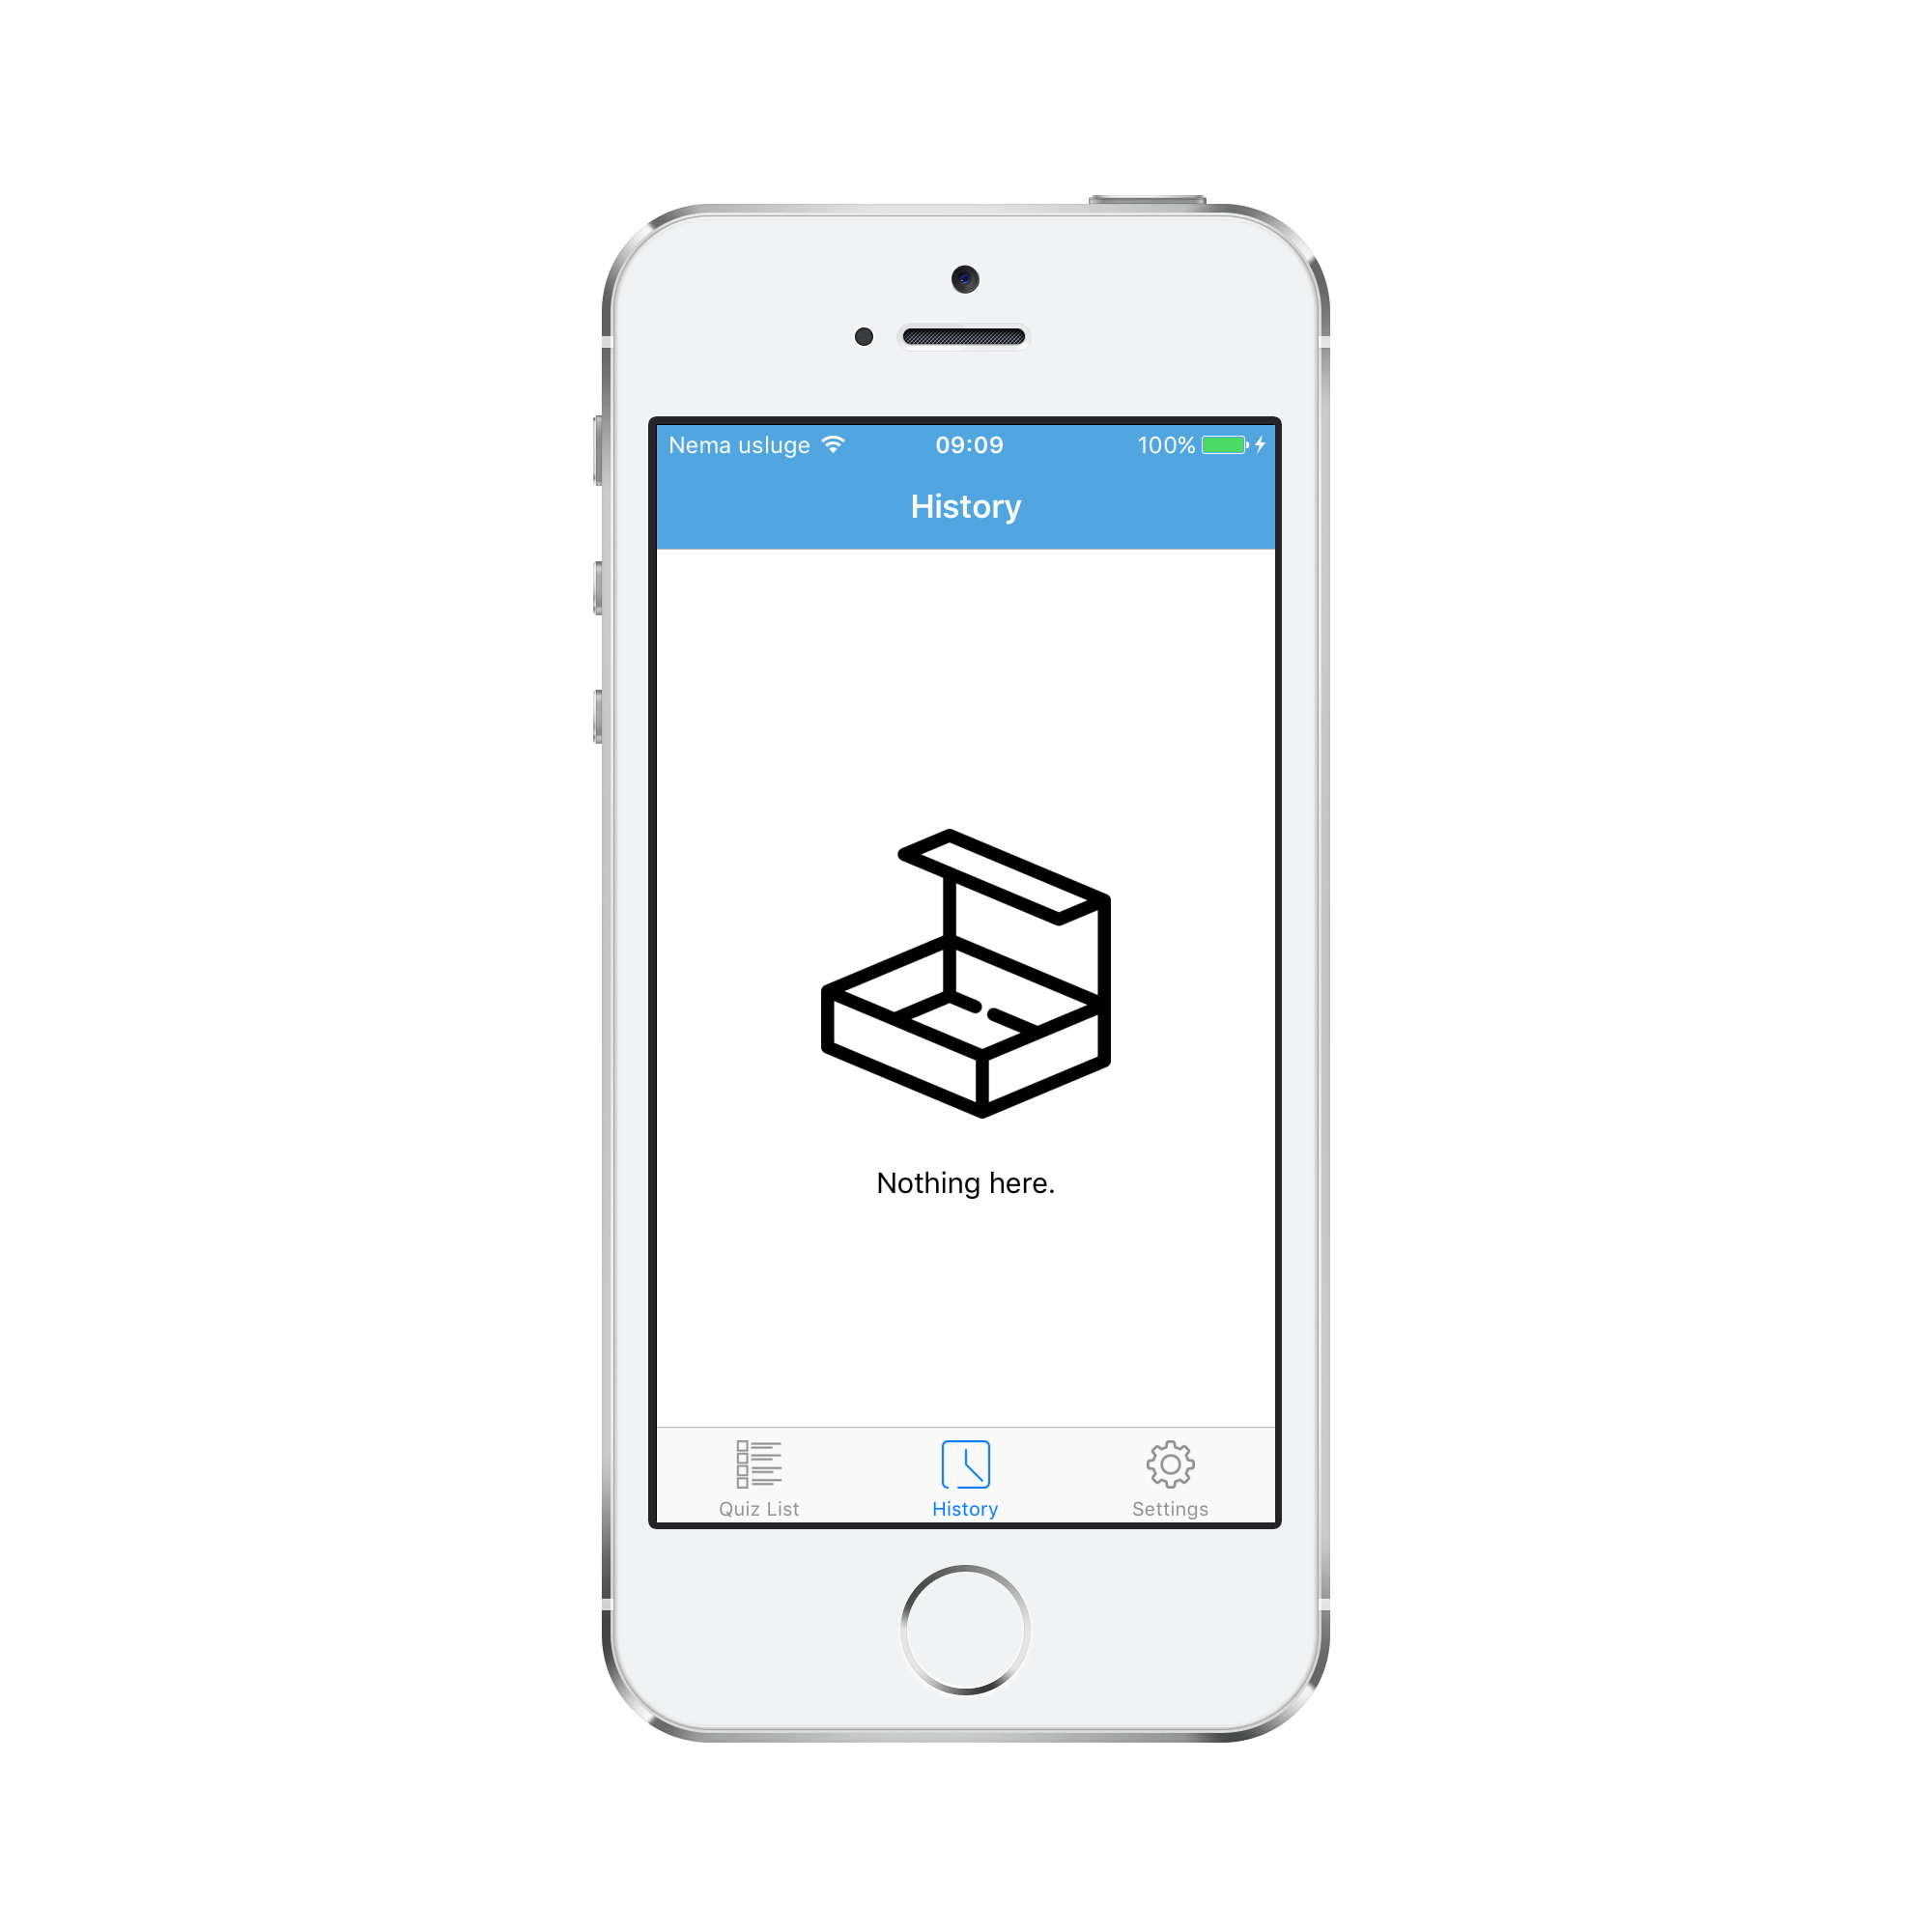 Nema usluge 09:09 100%
History
Nothing here.
Quiz List History Settings